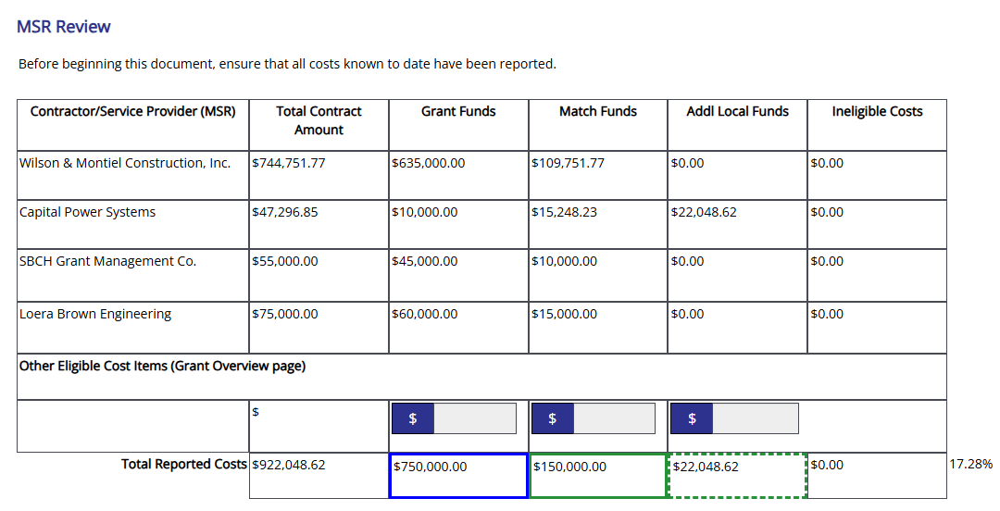 MSR Review
Before beginning this document, ensure that all costs known to date have been reported.
Contractor/Service Provider (MSR) Total Contract Amount Grant Funds Match Funds Addl Local Funds Ineligible Costs
Wilson & Montiel Construction, Inc. $744,751.77 $635,000.00 $109,751.77 $0.00 $0.00
Capital Power Systems $47,296.85 $10,000.00 $15,248.23 $22,048.62 $0.00
SBCH Grant Management Co. $55,000.00 $45,000.00 $10,000.00 $0.00 $0.00
Loera Brown Engineering $75,000.00 $60,000.00 $15,000.00 $0.00 $0.00
Other Eligible Cost Items (Grant Overview page)
$ $ $ $
Total Reported Costs $922,048.62 $750,000.00 $150,000.00 $22,048.62 $0.00 17.28%